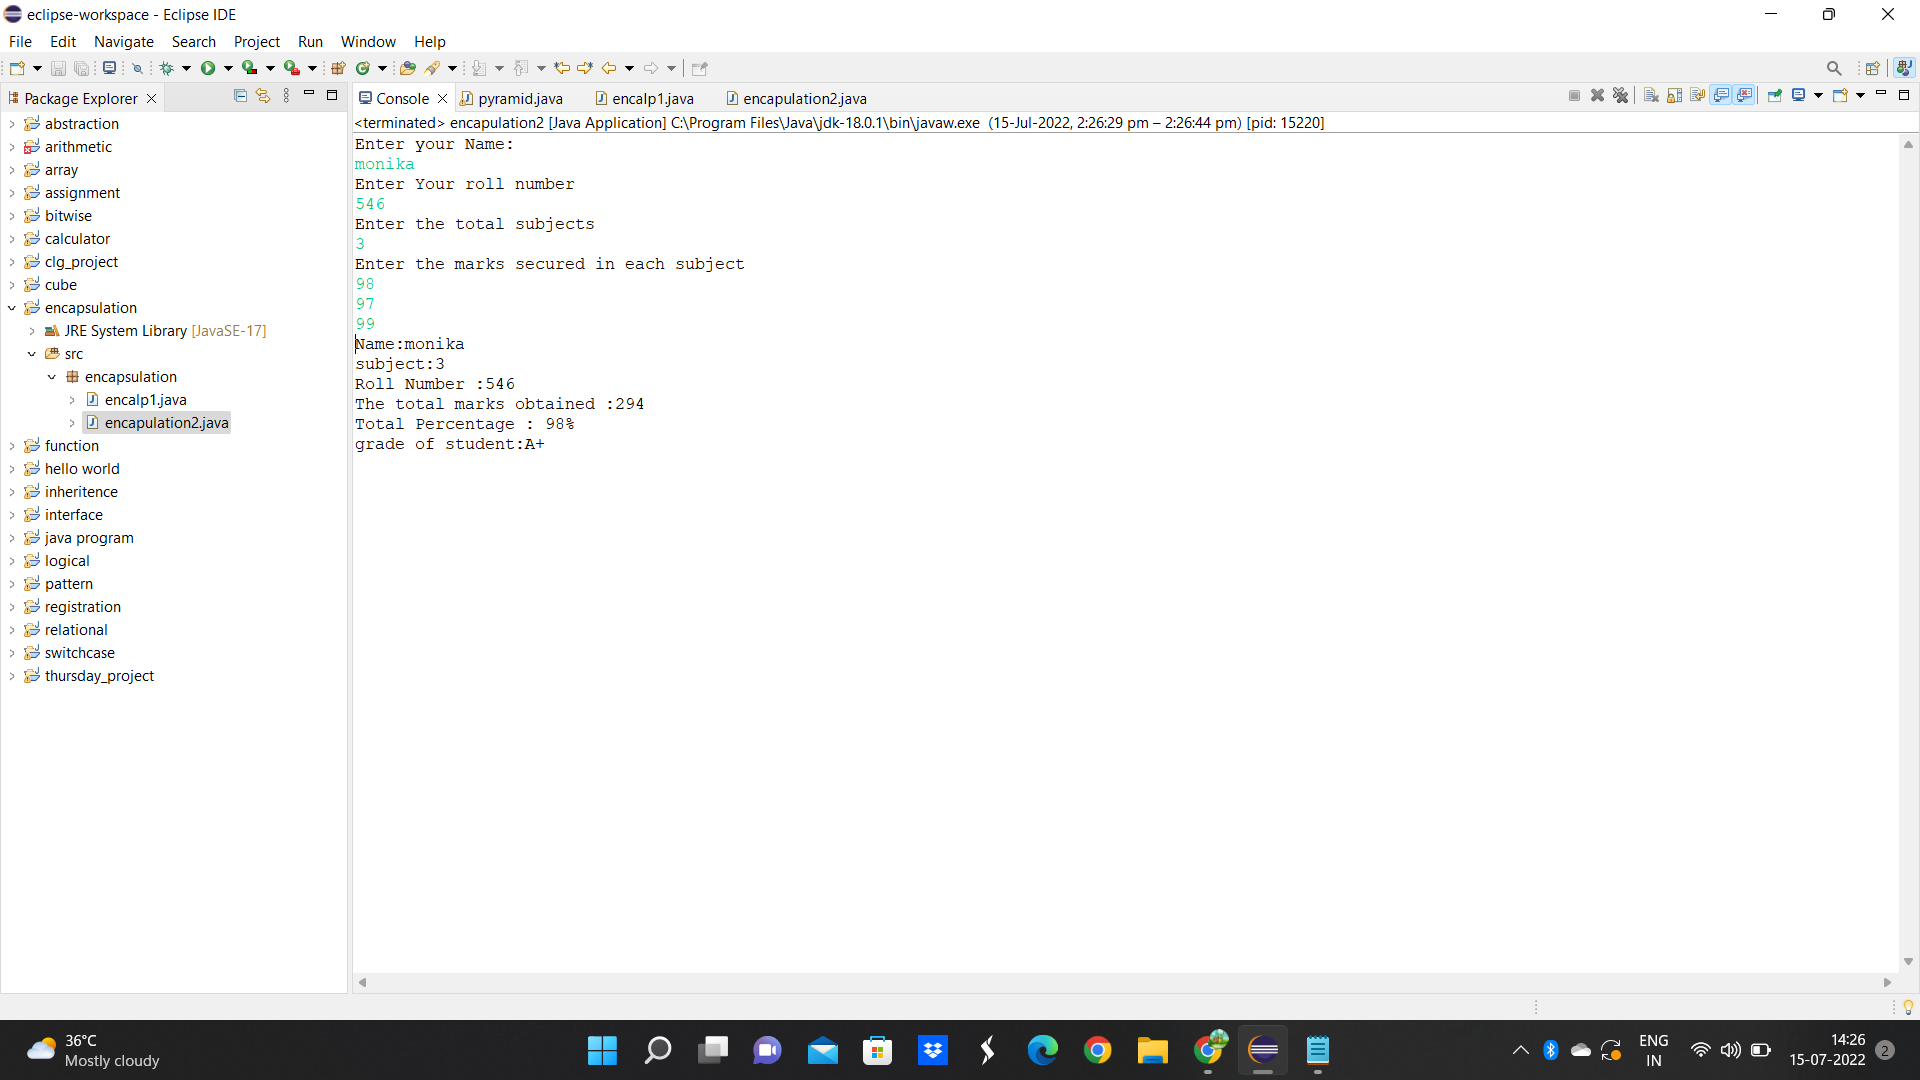 eclipse-workspace - Eclipse IDE
File Edit Navigate Search Project Run Window Help
Package Explorer
abstraction
arithmetic
array
assignment
bitwise
calculator
clg_project
cube
encapsulation
JRE System Library [JavaSE-17]
src
encapsulation
encalp1.java
encapulation2.java
function
hello world
inheritence
interface
java program
logical
pattern
registration
relational
switchcase
thursday_project
Console pyramid.java encalp1.java encapulation2.java
<terminated> encapulation2 [Java Application] C:\Program Files\Java\jdk-18.0.1\bin\javaw.exe (15-Jul-2022, 2:26:29 pm – 2:26:44 pm) [pid: 15220]
Enter your Name:
monika
Enter Your roll number
546
Enter the total subjects
3
Enter the marks secured in each subject
98
97
99
Name:monika
subject:3
Roll Number :546
The total marks obtained :294
Total Percentage : 98%
grade of student:A+
36°C
Mostly cloudy
ENG
IN
14:26
15-07-2022
2